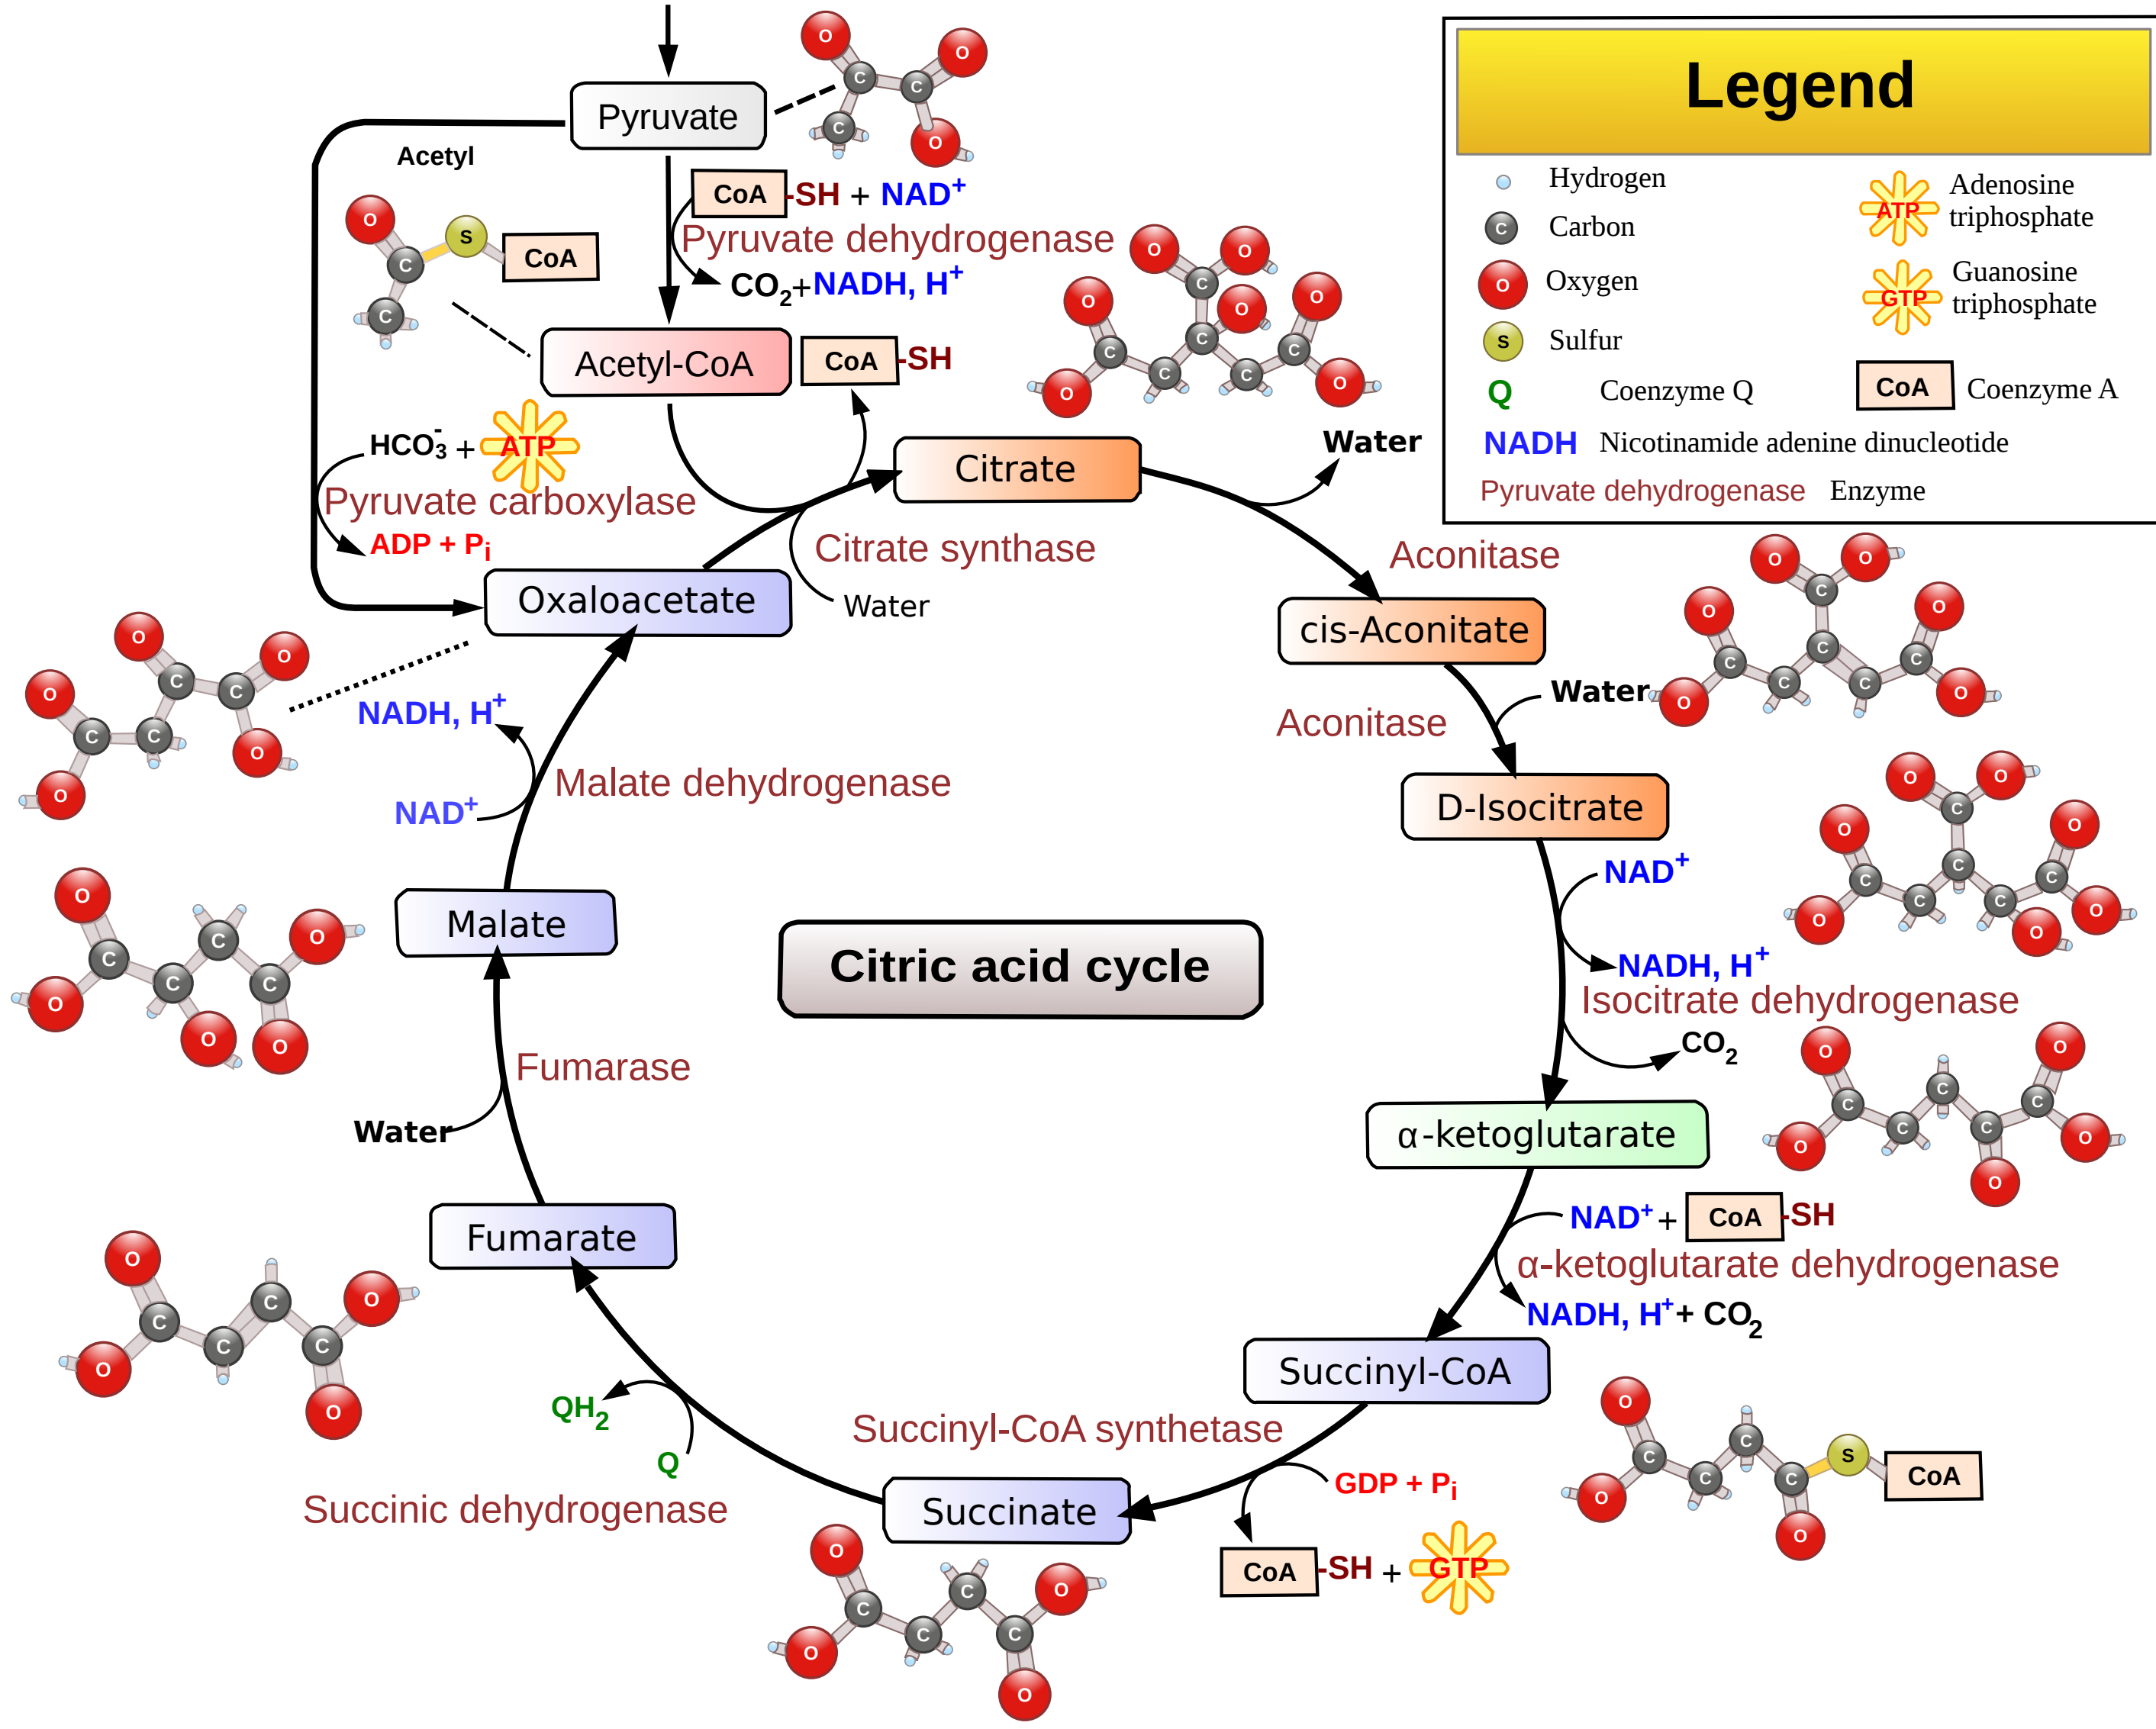 Pyruvate
Acetyl
CoA -SH + NAD+
Pyruvate dehydrogenase
CO2+NADH, H+
S CoA
O
C
C
Acetyl-CoA
CoA -SH
HCO3- + ATP
Pyruvate carboxylase
ADP + Pi
Oxaloacetate
Citrate synthase
Water
Citrate
Water
Aconitase
cis-Aconitate
Water
Aconitase
D-Isocitrate
NAD+
NADH, H+
Isocitrate dehydrogenase
CO2
α-ketoglutarate
NAD+ + CoA -SH
α-ketoglutarate dehydrogenase
NADH, H+ + CO2
Succinyl-CoA
S CoA
Succinyl-CoA synthetase
GDP + Pi
CoA -SH + GTP
Succinate
Q
QH2
Succinic dehydrogenase
Fumarate
Water
Fumarase
Malate
NAD+
NADH, H+
Malate dehydrogenase
Citric acid cycle
Legend
Hydrogen
C Carbon
O Oxygen
S Sulfur
Q Coenzyme Q
NADH Nicotinamide adenine dinucleotide
Pyruvate dehydrogenase Enzyme
ATP Adenosine
triphosphate
GTP Guanosine
triphosphate
CoA Coenzyme A